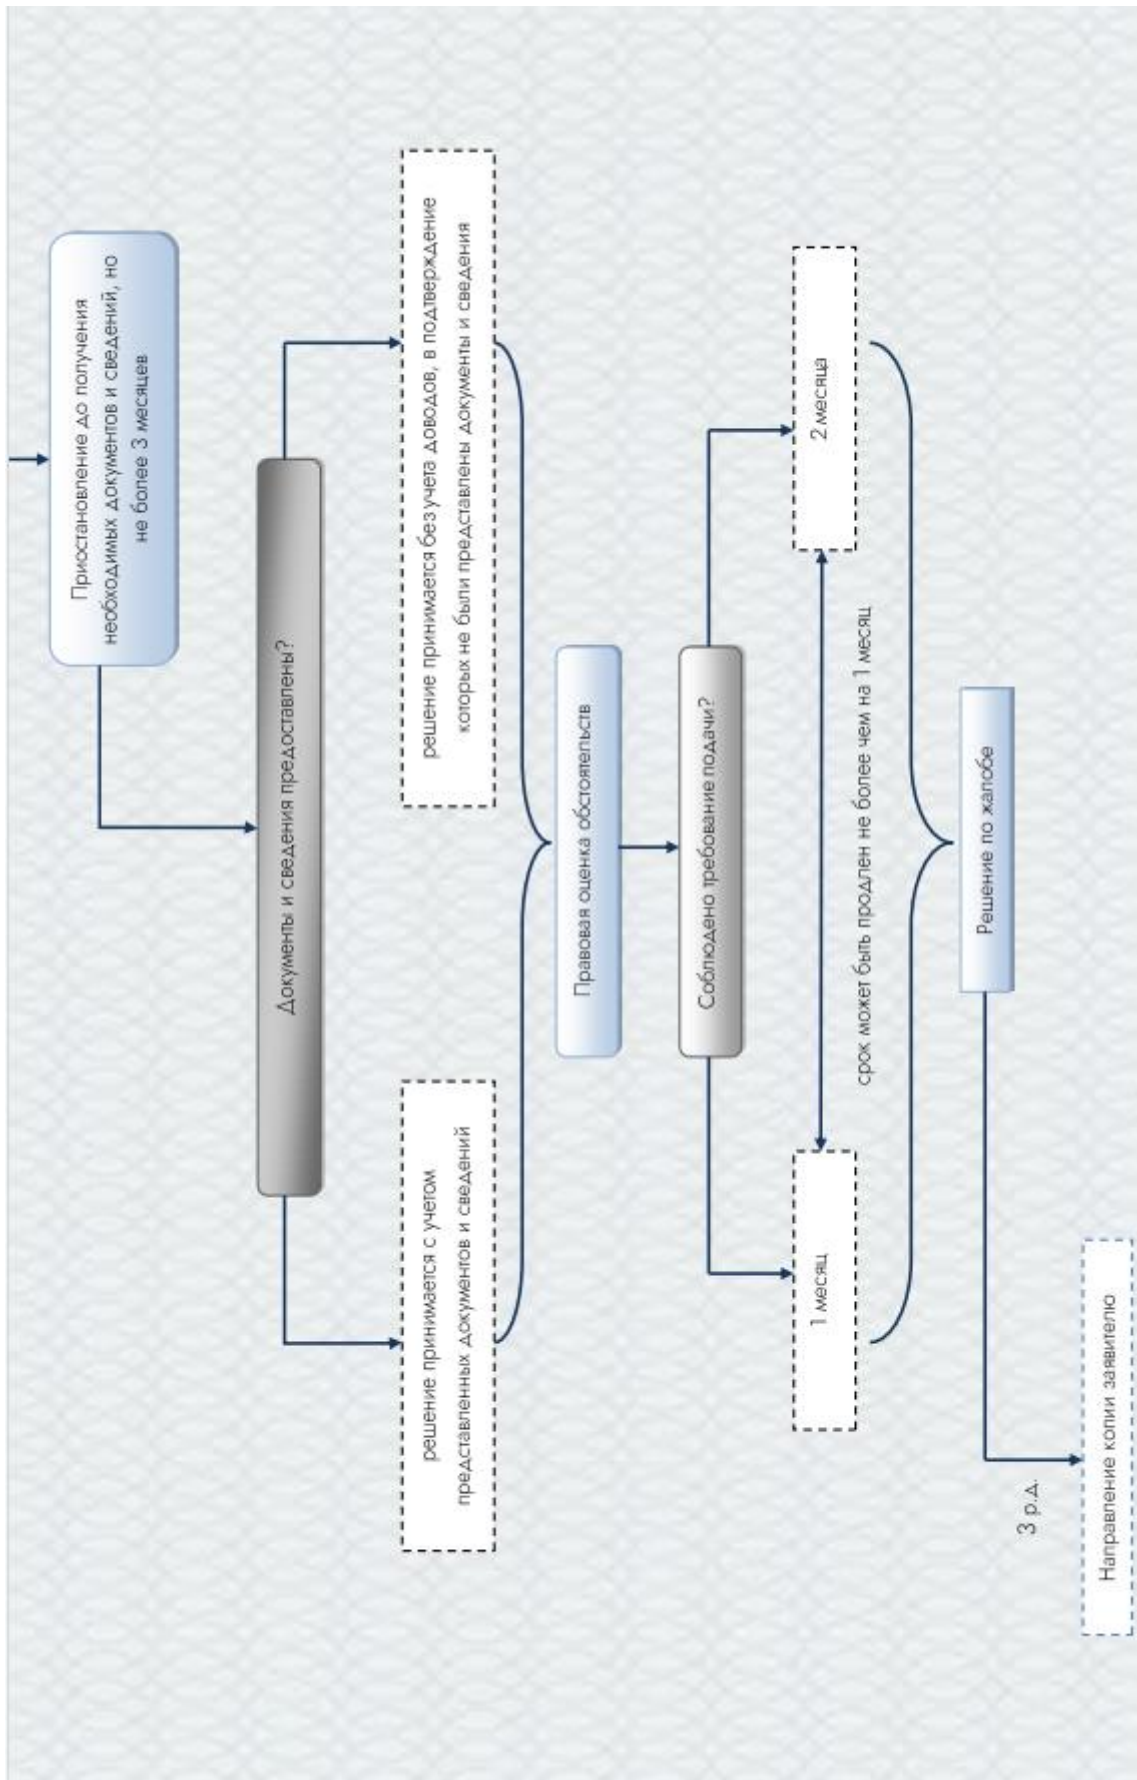 Приостановление до получения
необходимых документов и сведений, но
не более 3 месяцев
Документы и сведения предоставлены?
решение принимается с учетом
представленных документов и сведений
решение принимается без учета доводов, в подтверждение
которых не были представлены документы и сведения
Правовая оценка обстоятельств
Соблюдено требование подачи?
1 месяц
2 месяца
срок может быть продлен не более чем на 1 месяц
Решение по жалобе
3 р.д.
Направление копии заявителю